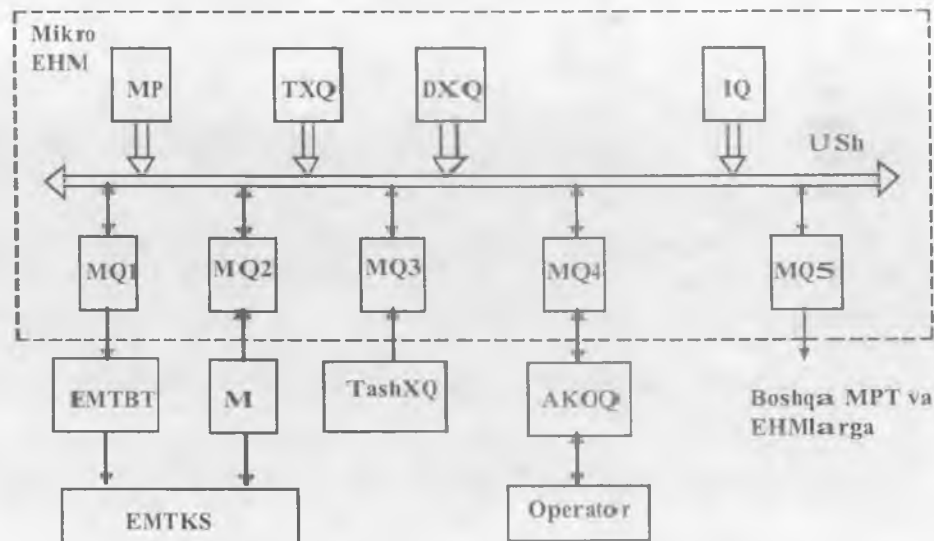 Mikro
EHM
MP
TXQ
DXQ
IQ
USh
MQ1
MQ2
MQ3
MQ4
MQ5
EMTBT
M
TashXQ
AKOQ
Boshqa MPT va
EHMlarga
EMTKS
Operator